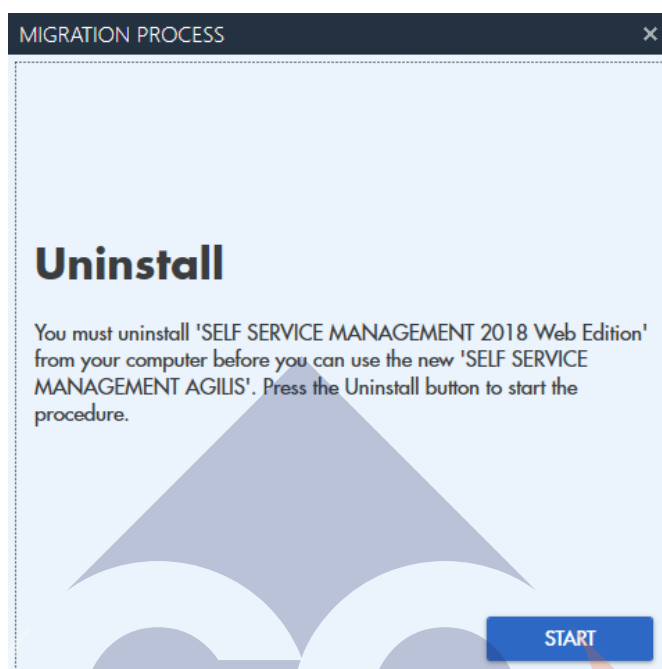 MIGRATION PROCESS
Uninstall
You must uninstall 'SELF SERVICE MANAGEMENT 2018 Web Edition'
from your computer before you can use the new 'SELF SERVICE
MANAGEMENT AGILIS'. Press the Uninstall button to start the
procedure.
START